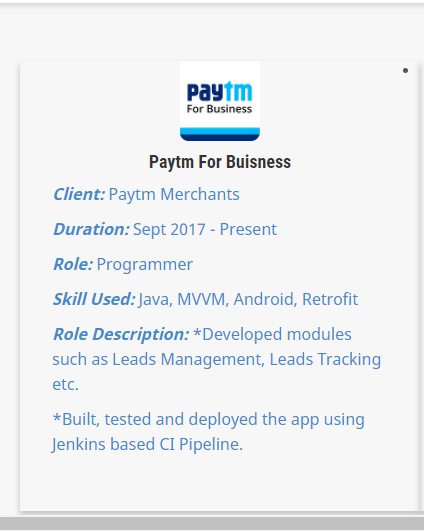 paytm
For Business
Paytm For Buisness
Client: Paytm Merchants
Duration: Sept 2017 - Present
Role: Programmer
Skill Used: Java, MVVM, Android, Retrofit
Role Description: *Developed modules
such as Leads Management, Leads Tracking
etc.
*Built, tested and deployed the app using
Jenkins based CI Pipeline.